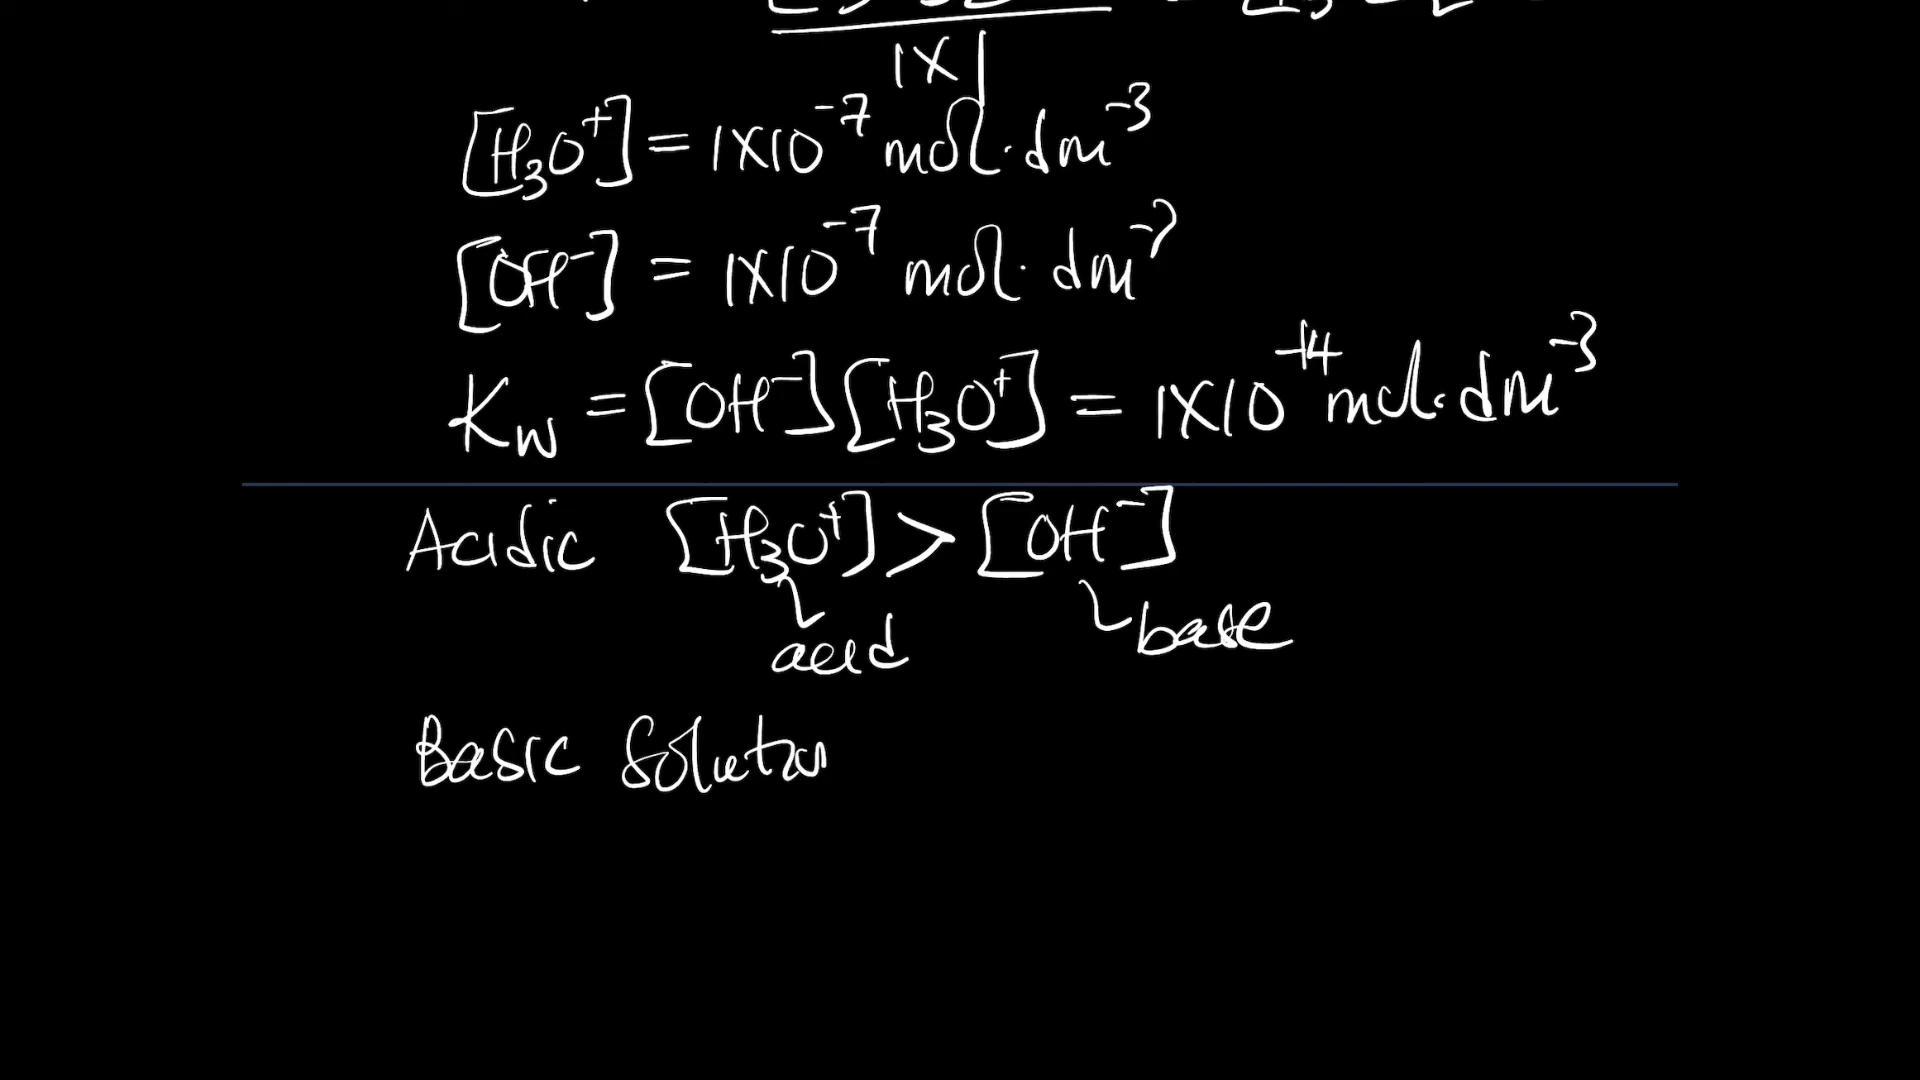 1X1
[H₃O⁺] = 1X10⁻⁷ mol·dm⁻³
[OH⁻] = 1X10⁻⁷ mol·dm
Kw = [OH⁻][H₃O⁺] = 1X10⁻¹⁴ mol·dm⁻³
Acidic [H₃O⁺] > [OH⁻]
acid base
Basic Solution